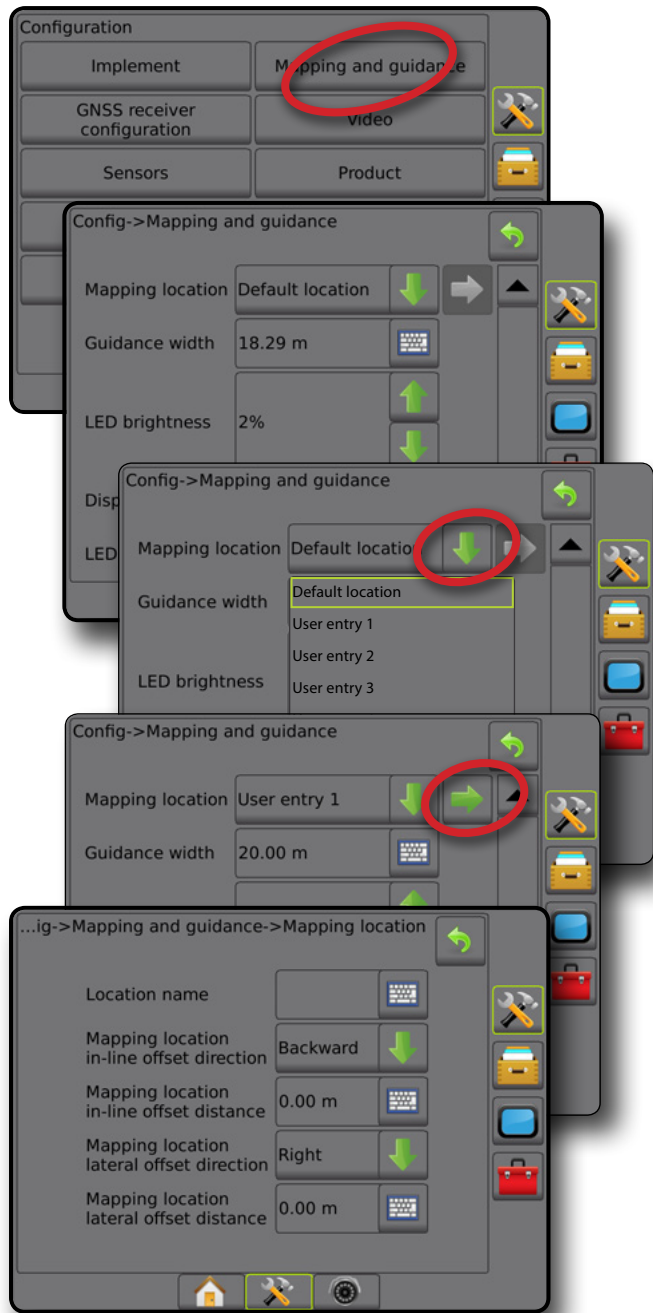 Configuration
Implement
Mapping and guidance
GNSS receiver
configuration
Video
Sensors
Product
Config->Mapping and guidance
Mapping location
Default location
Guidance width
18.29 m
LED brightness
2%
Disp
LED
Config->Mapping and guidance
Mapping location
Default location
Guidance width
Default location
User entry 1
User entry 2
LED brightness
User entry 3
Config->Mapping and guidance
Mapping location
User entry 1
Guidance width
20.00 m
...ig->Mapping and guidance->Mapping location
Location name
Mapping location
in-line offset direction
Backward
Mapping location
in-line offset distance
0.00 m
Mapping location
lateral offset direction
Right
Mapping location
lateral offset distance
0.00 m